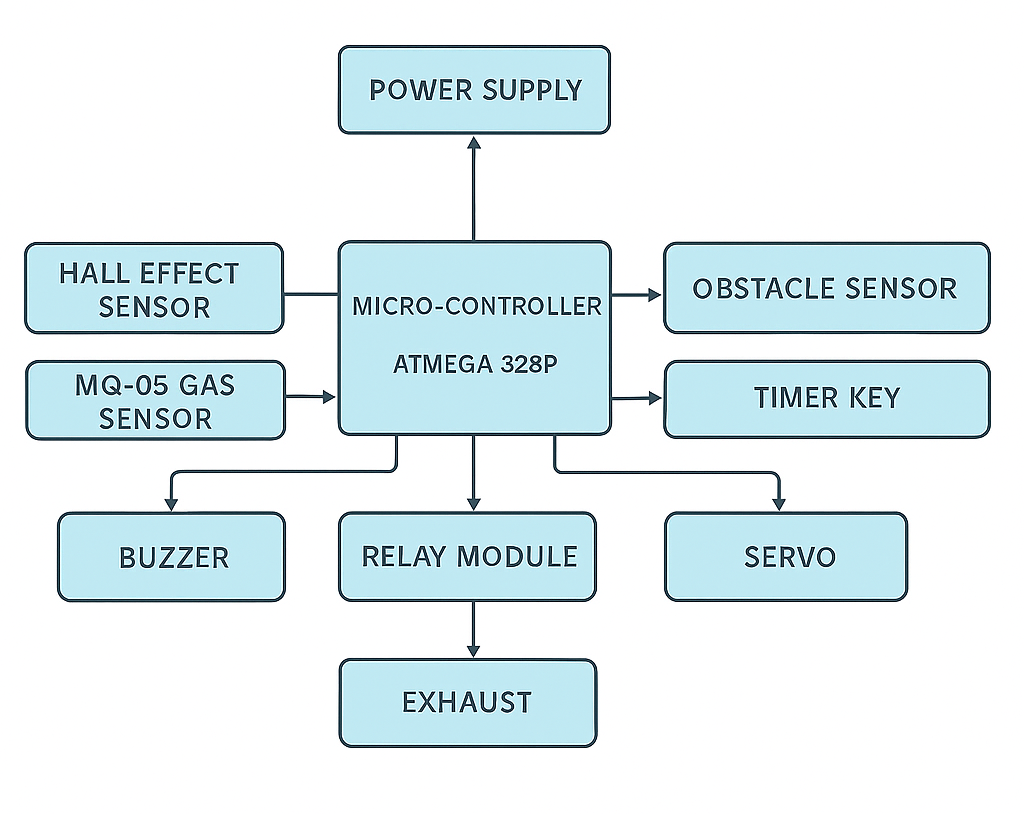 POWER SUPPLY
HALL EFFECT
SENSOR
MICRO-CONTROLLER
ATMEGA 328P
OBSTACLE SENSOR
MQ-05 GAS
SENSOR
TIMER KEY
BUZZER
RELAY MODULE
SERVO
EXHAUST